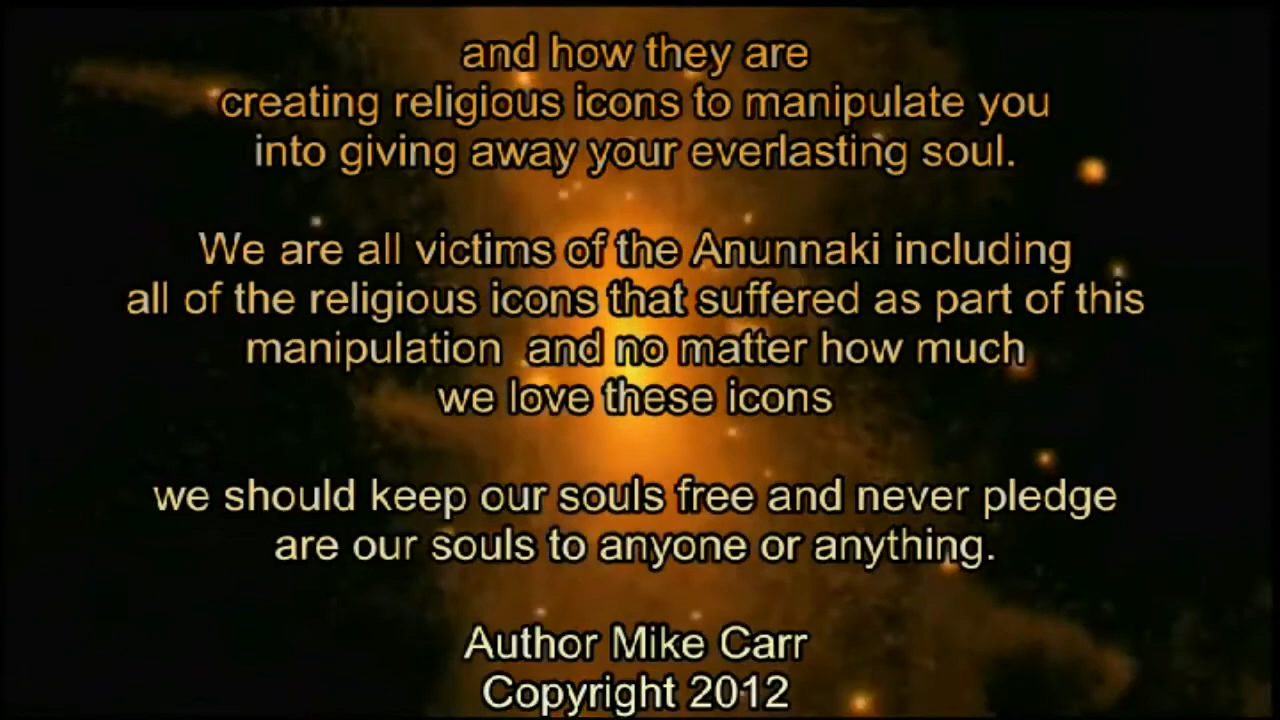 and how they are
creating religious icons to manipulate you
into giving away your everlasting soul.
We are all victims of the Anunnaki including
all of the religious icons that suffered as part of this
manipulation and no matter how much
we love these icons
we should keep our souls free and never pledge
are our souls to anyone or anything.
Author Mike Carr
Copyright 2012